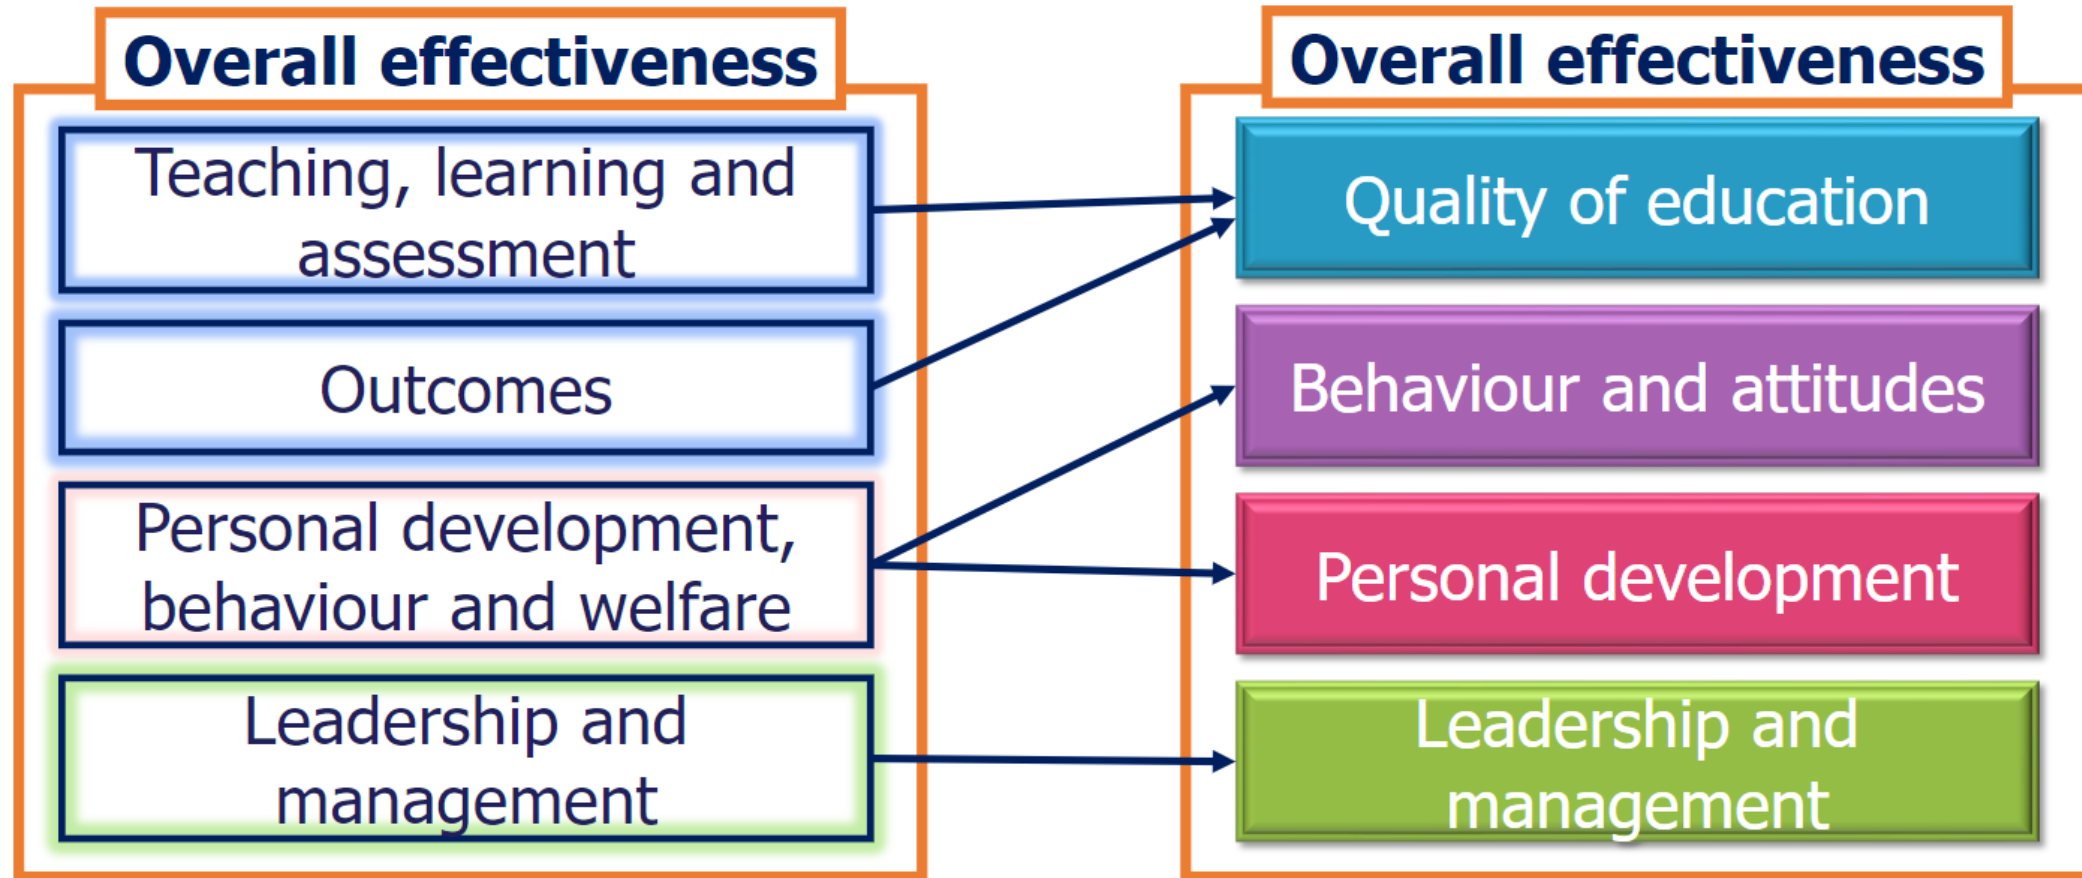 Overall effectiveness
Teaching, learning and
assessment
Outcomes
Personal development,
behaviour and welfare
Leadership and
management
Overall effectiveness
Quality of education
Behaviour and attitudes
Personal development
Leadership and
management